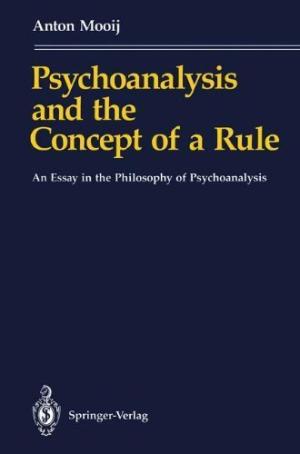 Anton Mooij
Psychoanalysis
and the
Concept of a Rule
An Essay in the Philosophy of Psychoanalysis
Springer-Verlag